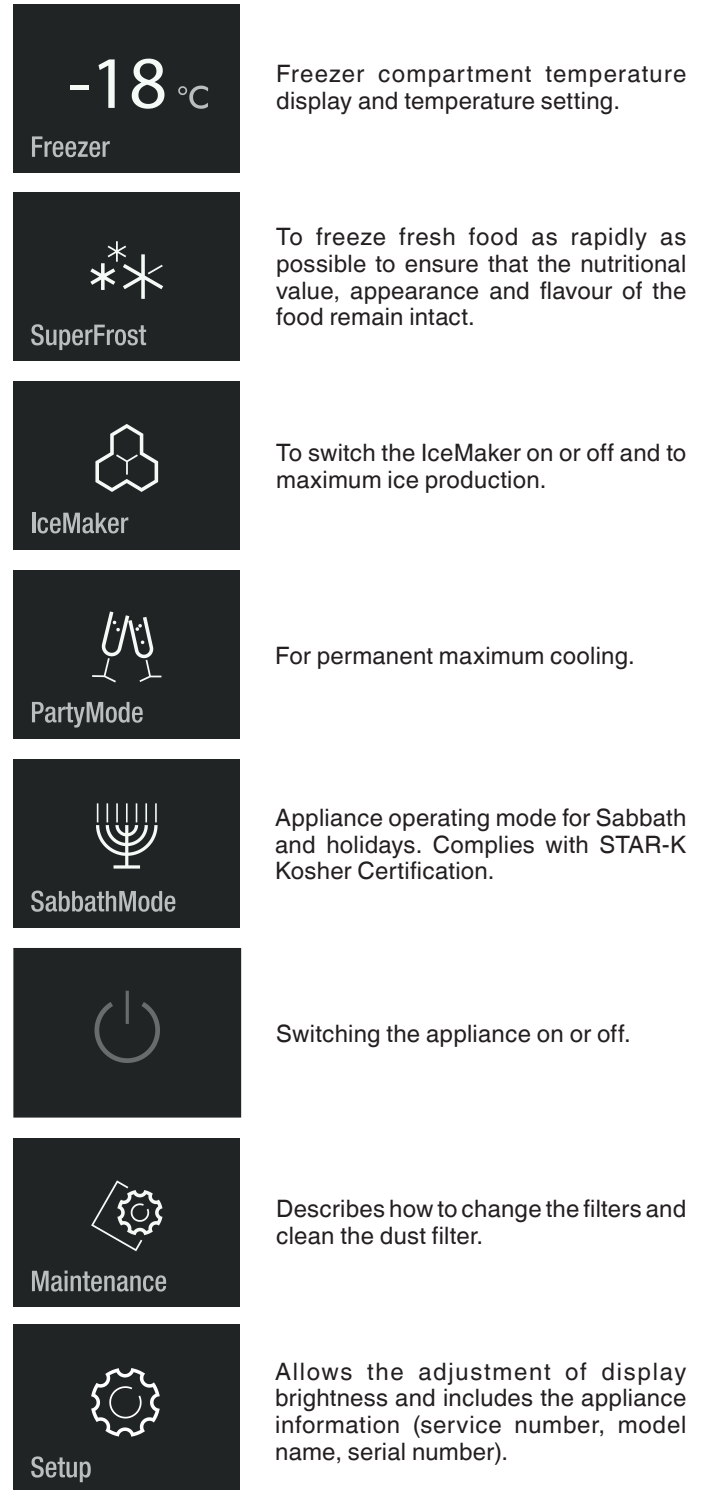 -18 °C
Freezer
Freezer compartment temperature
display and temperature setting.
SuperFrost
To freeze fresh food as rapidly as
possible to ensure that the nutritional
value, appearance and flavour of the
food remain intact.
IceMaker
To switch the IceMaker on or off and to
maximum ice production.
PartyMode
For permanent maximum cooling.
SabbathMode
Appliance operating mode for Sabbath
and holidays. Complies with STAR-K
Kosher Certification.
Switching the appliance on or off.
Maintenance
Describes how to change the filters and
clean the dust filter.
Setup
Allows the adjustment of display
brightness and includes the appliance
information (service number, model
name, serial number).